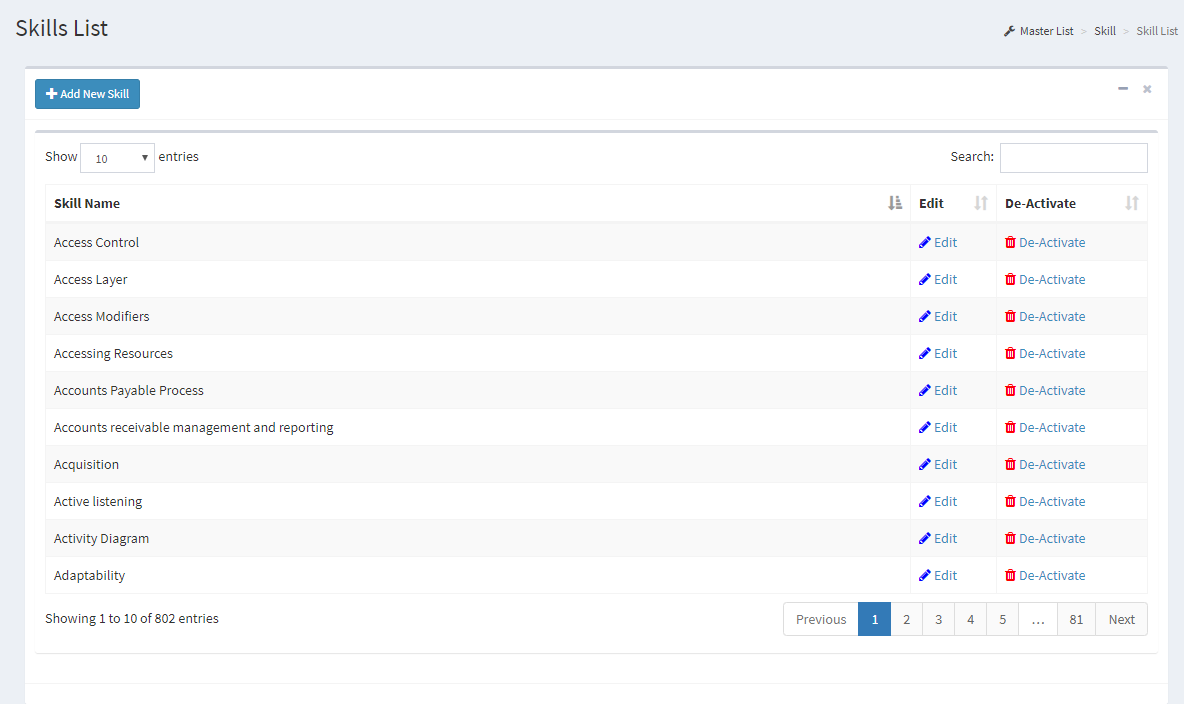 Skills List
Master List > Skill > Skill List
Add New Skill
Show 10 entries
Search:
Skill Name Edit De-Activate
Access Control Edit De-Activate
Access Layer Edit De-Activate
Access Modifiers Edit De-Activate
Accessing Resources Edit De-Activate
Accounts Payable Process Edit De-Activate
Accounts receivable management and reporting Edit De-Activate
Acquisition Edit De-Activate
Active listening Edit De-Activate
Activity Diagram Edit De-Activate
Adaptability Edit De-Activate
Showing 1 to 10 of 802 entries
Previous 1 2 3 4 5 … 81 Next